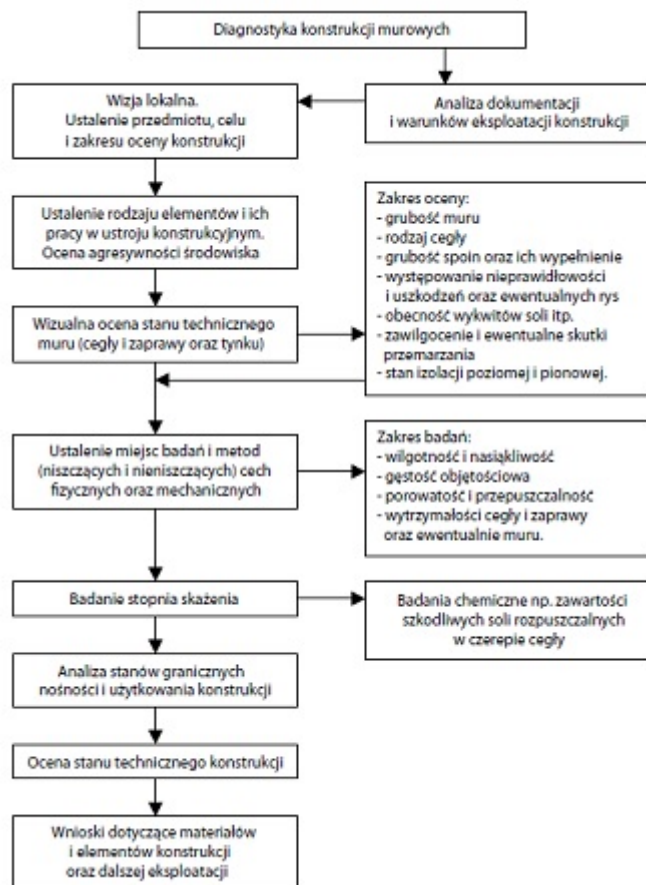 Diagnostyka konstrukcji murowych
Analiza dokumentacji
i warunków eksploatacji konstrukcji
Wizja lokalna.
Ustalenie przedmiotu, celu
i zakresu oceny konstrukcji
Ustalenie rodzaju elementów i ich
pracy w ustroju konstrukcyjnym.
Ocena agresywności środowiska
Wizualna ocena stanu technicznego
muru (cegły i zaprawy oraz tynku)
Zakres oceny:
- grubość muru
- rodzaj cegły
- grubość spoin oraz ich wypełnienie
- występowanie nieprawidłowości
i uszkodzeń oraz ewentualnych rys
- obecność wykwitów soli itp.
- zawilgocenie i ewentualne skutki
przemarzania
- stan izolacji poziomej i pionowej.
Ustalenie miejsc badań i metod
(niszczących i nieniszczących) cech
fizycznych oraz mechanicznych
Zakres badań:
- wilgotność i nasiąkliwość
- gęstość objętościowa
- porowatość i przepuszczalność
- wytrzymałości cegły i zaprawy
oraz ewentualnie muru.
Badanie stopnia skażenia
Badania chemiczne np. zawartości
szkodliwych soli rozpuszczalnych
w czerepie cegły
Analiza stanów granicznych
nośności i użytkowania konstrukcji
Ocena stanu technicznego konstrukcji
Wnioski dotyczące materiałów
i elementów konstrukcji
oraz dalszej eksploatacji